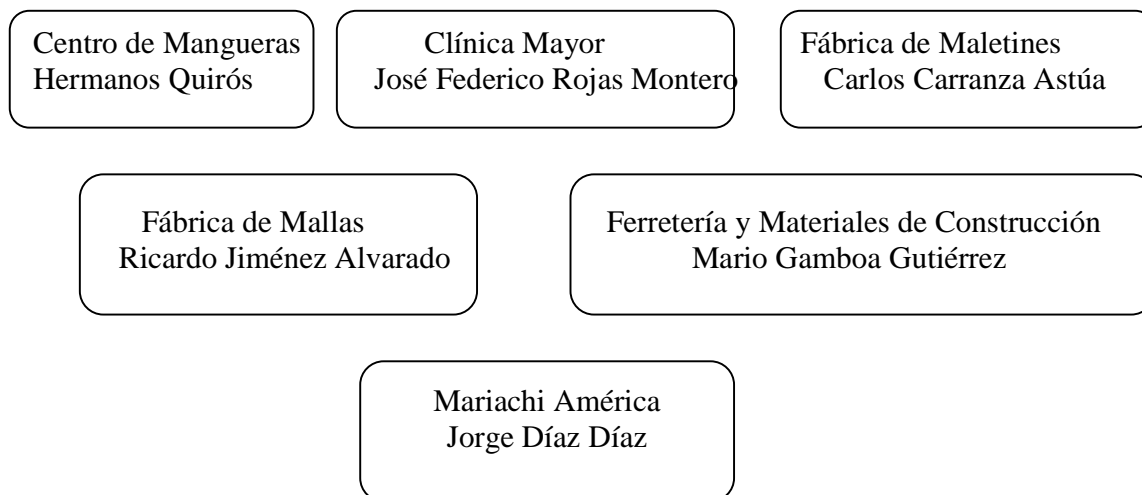 Centro de Mangueras
Hermanos Quirós
Clínica Mayor
José Federico Rojas Montero
Fábrica de Maletines
Carlos Carranza Astúa
Fábrica de Mallas
Ricardo Jiménez Alvarado
Ferretería y Materiales de Construcción
Mario Gamboa Gutiérrez
Mariachi América
Jorge Díaz Díaz